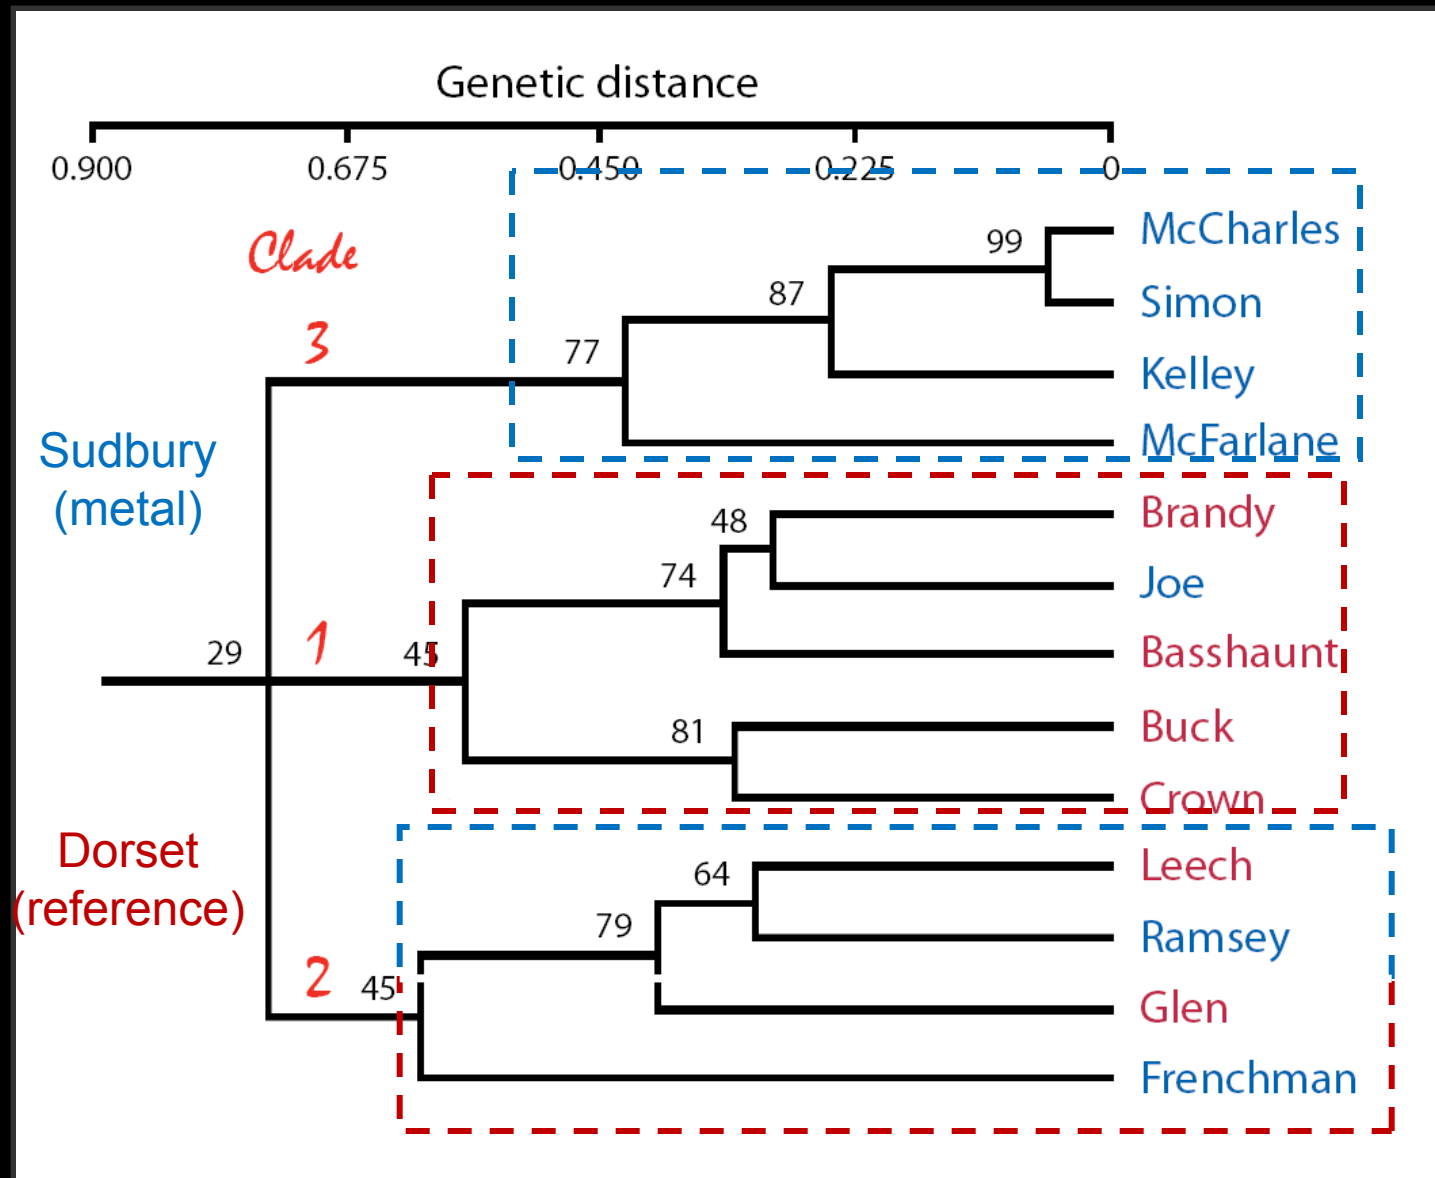 Genetic distance
0.900 0.675 0.450 0.225 0
Clade
99 McCharles
Simon
87
3
77
Kelley
McFarlane
Sudbury
(metal)
48 Brandy
74 Joe
29 1 45 Basshaunt
81 Buck
Crown
Dorset
(reference)
64 Leech
79 Ramsey
2 45
Glen
Frenchman